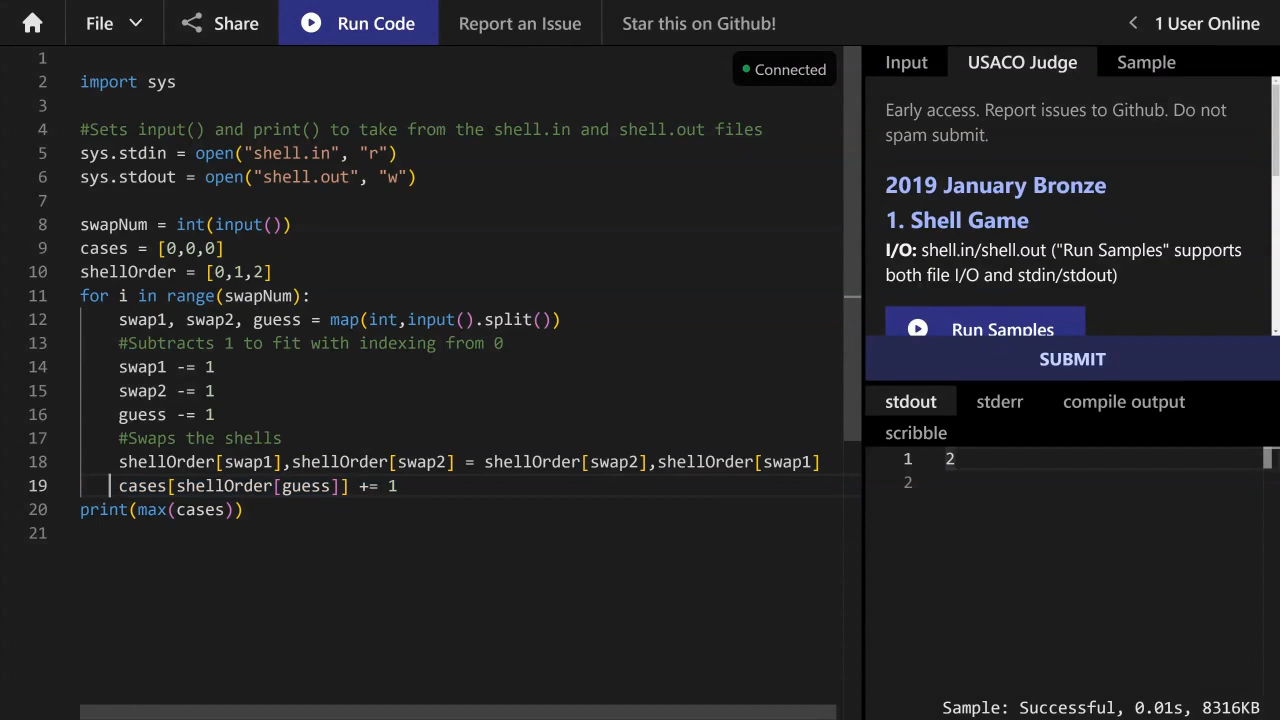 File
Share
Run Code
Report an Issue
Star this on Github!
1 User Online
Connected
1
2 import sys
3
4 #Sets input() and print() to take from the shell.in and shell.out files
5 sys.stdin = open("shell.in", "r")
6 sys.stdout = open("shell.out", "w")
7
8 swapNum = int(input())
9 cases = [0,0,0]
10 shellOrder = [0,1,2]
11 for i in range(swapNum):
12 swap1, swap2, guess = map(int,input().split())
13 #Subtracts 1 to fit with indexing from 0
14 swap1 -= 1
15 swap2 -= 1
16 guess -= 1
17 #Swaps the shells
18 shellOrder[swap1],shellOrder[swap2] = shellOrder[swap2],shellOrder[swap1]
19 cases[shellOrder[guess]] += 1
20 print(max(cases))
21
Input
USACO Judge
Sample
Early access. Report issues to Github. Do not
spam submit.
2019 January Bronze
1. Shell Game
I/O: shell.in/shell.out ("Run Samples" supports
both file I/O and stdin/stdout)
Run Samples
SUBMIT
stdout
stderr
compile output
scribble
1 2
2
Sample: Successful, 0.01s, 8316KB